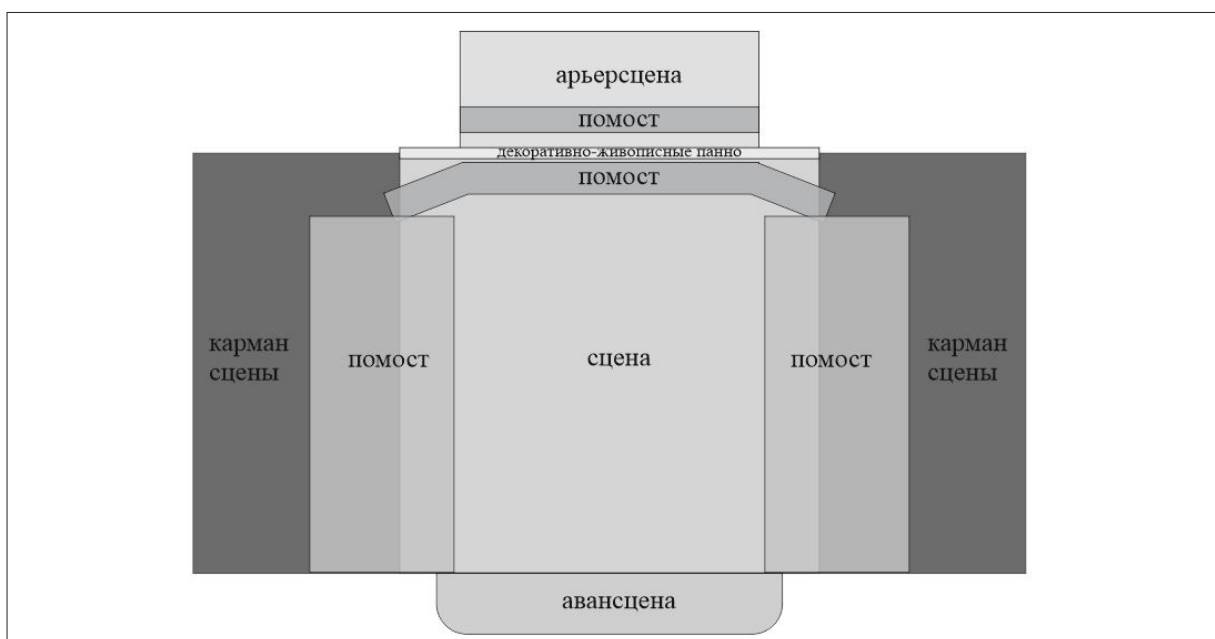 арьерсцена
помост
декоративно-живописные панно
помост
карман
сцены
помост
сцена
помост
карман
сцены
авансцена